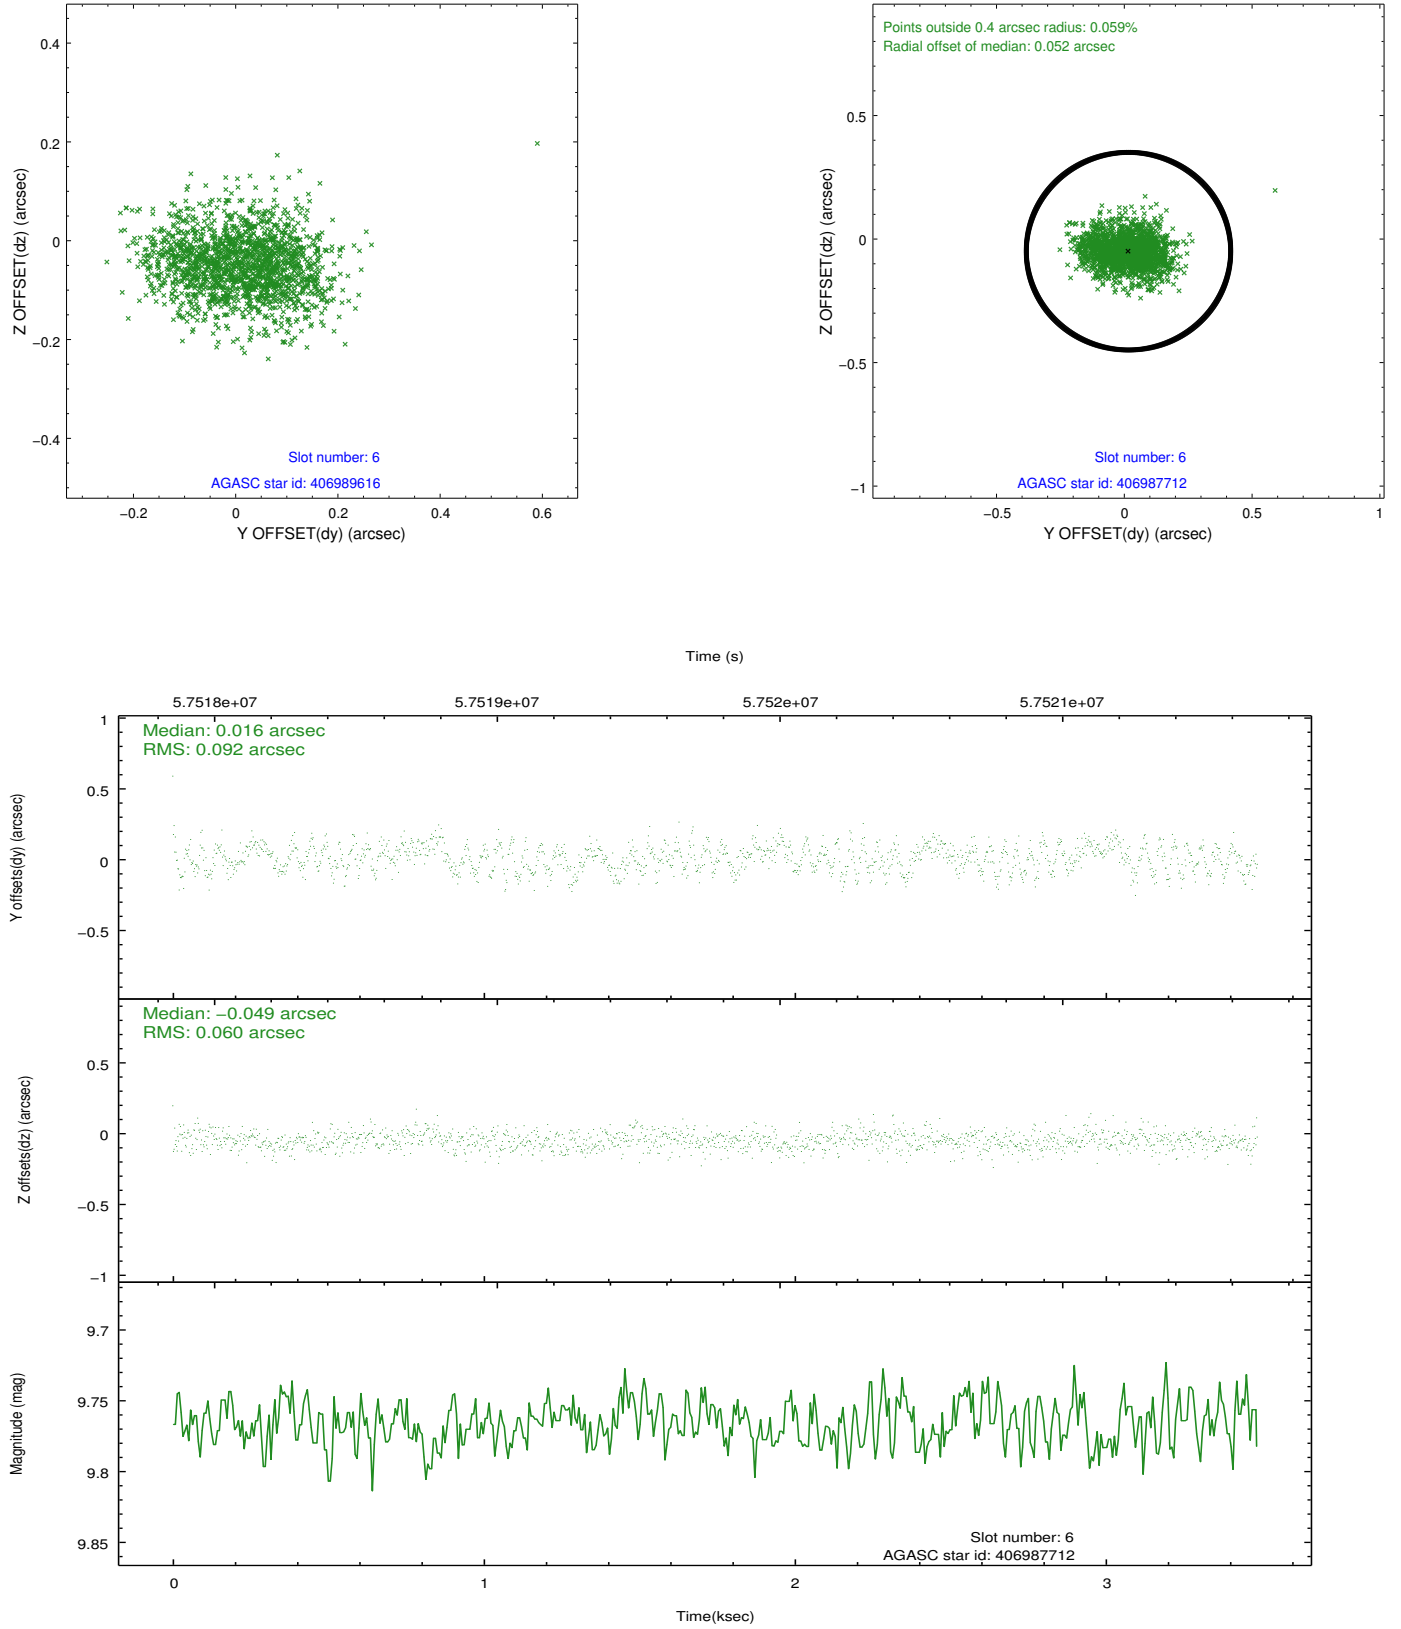 0.4
0.2
0
−0.2
−0.4
Z OFFSET(dz) (arcsec)
Slot number: 6
AGASC star id: 406989616
−0.2 0 0.2 0.4 0.6
Y OFFSET(dy) (arcsec)
Points outside 0.4 arcsec radius: 0.059%
Radial offset of median: 0.052 arcsec
0.5
0
−0.5
−1
Z OFFSET(dz) (arcsec)
Slot number: 6
AGASC star id: 406987712
−0.5 0 0.5 1
Y OFFSET(dy) (arcsec)
Time (s)
5.7518e+07 5.7519e+07 5.752e+07 5.7521e+07
Median: 0.016 arcsec
RMS: 0.092 arcsec
1
0.5
0
−0.5
Y offsets(dy) (arcsec)
Median: −0.049 arcsec
RMS: 0.060 arcsec
0.5
0
−0.5
−1
Z offsets(dz) (arcsec)
9.7
9.75
9.8
9.85
Magnitude (mag)
Slot number: 6
AGASC star id: 406987712
0 1 2 3
Time(ksec)